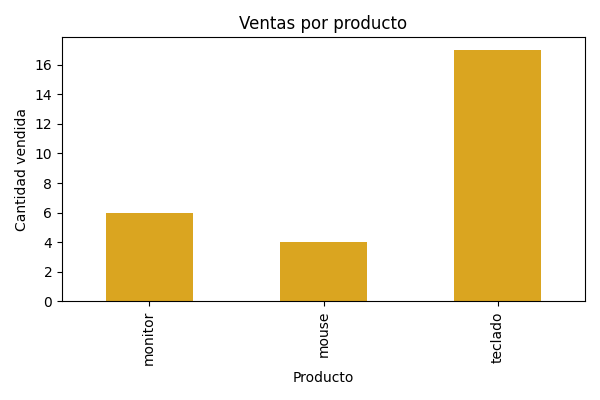 Ventas por producto
Cantidad vendida
16
14
12
10
8
6
4
2
0
monitor
mouse
teclado
Producto